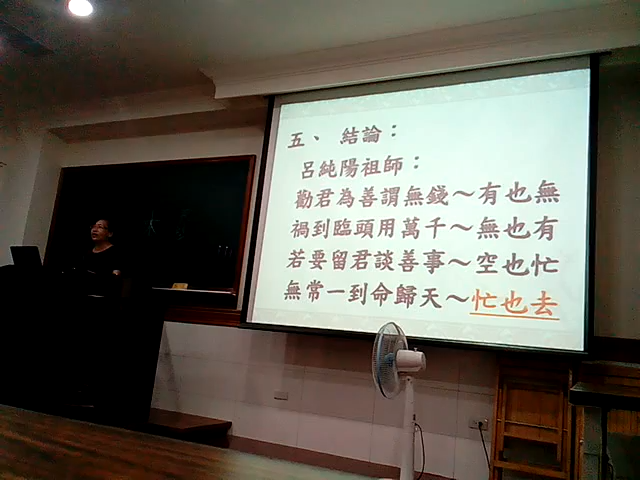 五、 結論：
呂純陽祖師：
勸君為善謂無錢～有也無
禍到臨頭用萬千～無也有
若要留君談善事～空也忙
無常一到命歸天～忙也去